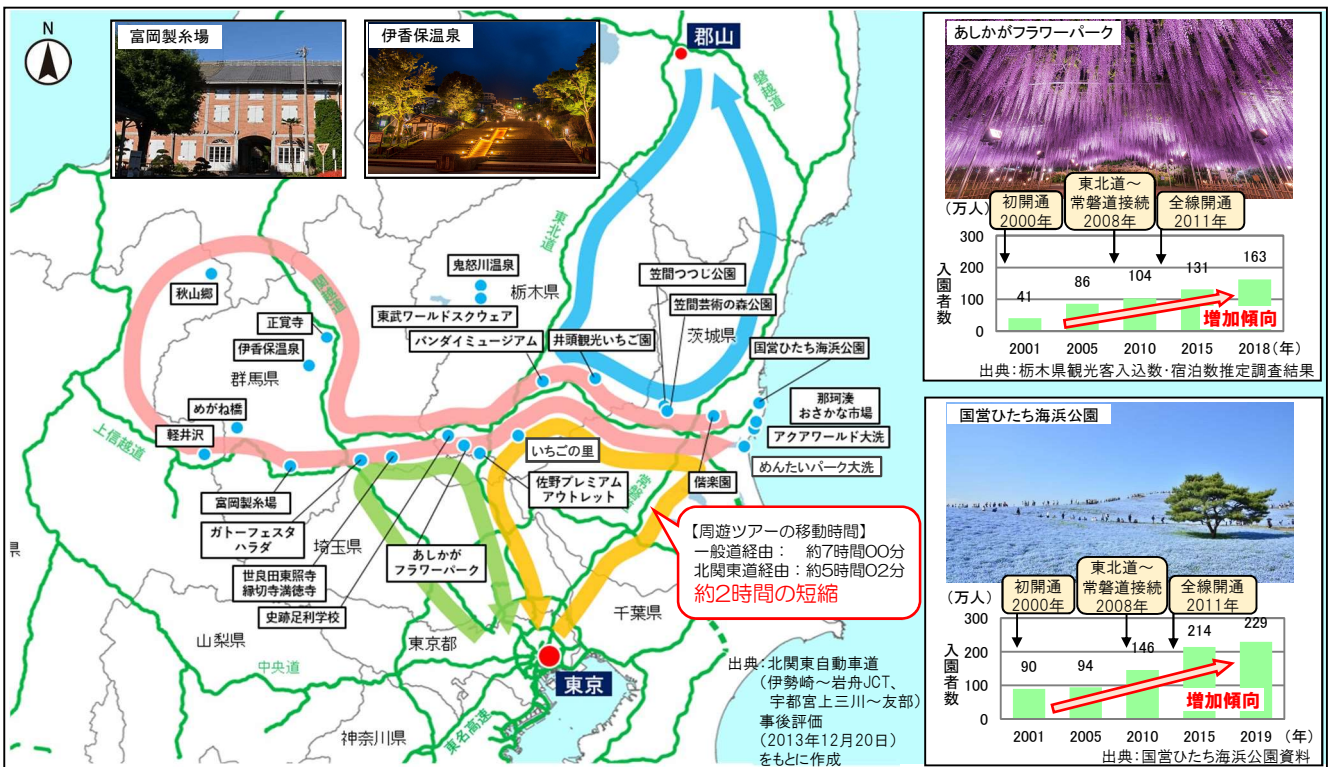 N
富岡製糸場
伊香保温泉
郡山
磐越道
東北道
関越道
秋山郷
正覚寺
伊香保温泉
群馬県
めがね橋
軽井沢
上信越道
富岡製糸場
ガトーフェスタ
ハラダ
埼玉県
世良田東照寺
縁切寺満徳寺
史跡足利学校
あしかが
フラワーパーク
鬼怒川温泉
栃木県
東武ワールドスクウェア
バンダイミュージアム
井頭観光いちご園
笠間つつじ公園
笠間芸術の森公園
茨城県
国営ひたち海浜公園
那珂湊
おさかな市場
アクアワールド大洗
めんたいパーク大洗
偕楽園
いちごの里
佐野プレミアム
アウトレット
常磐道
【周遊ツアーの移動時間】
一般道経由： 約7時間00分
北関東道経由：約5時間02分
約2時間の短縮
千葉県
山梨県
東京都
中央道
東京
東名高速
神奈川県
県
出典：北関東自動車道
（伊勢崎～岩舟JCT、
宇都宮上三川～友部）
事後評価
（2013年12月20日）
をもとに作成
あしかがフラワーパーク
初開通
2000年
東北道～
常磐道接続
2008年
全線開通
2011年
（万人）
入園者数
300
200
100
0
41
86
104
131
163
増加傾向
2001 2005 2010 2015 2018（年）
出典：栃木県観光客入込数・宿泊数推定調査結果
国営ひたち海浜公園
初開通
2000年
東北道～
常磐道接続
2008年
全線開通
2011年
（万人）
入園者数
300
200
100
0
90
94
146
214
229
増加傾向
2001 2005 2010 2015 2019 （年）
出典：国営ひたち海浜公園資料